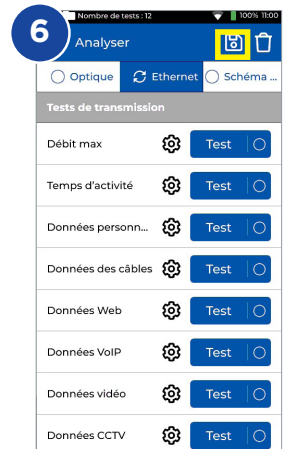 6
Nombre de tests : 12 100% 11:00
Analyser
Optique Ethernet Schéma ...
Tests de transmission
Débit max Test
Temps d'activité Test
Données personn... Test
Données des câbles Test
Données Web Test
Données VoIP Test
Données vidéo Test
Données CCTV Test